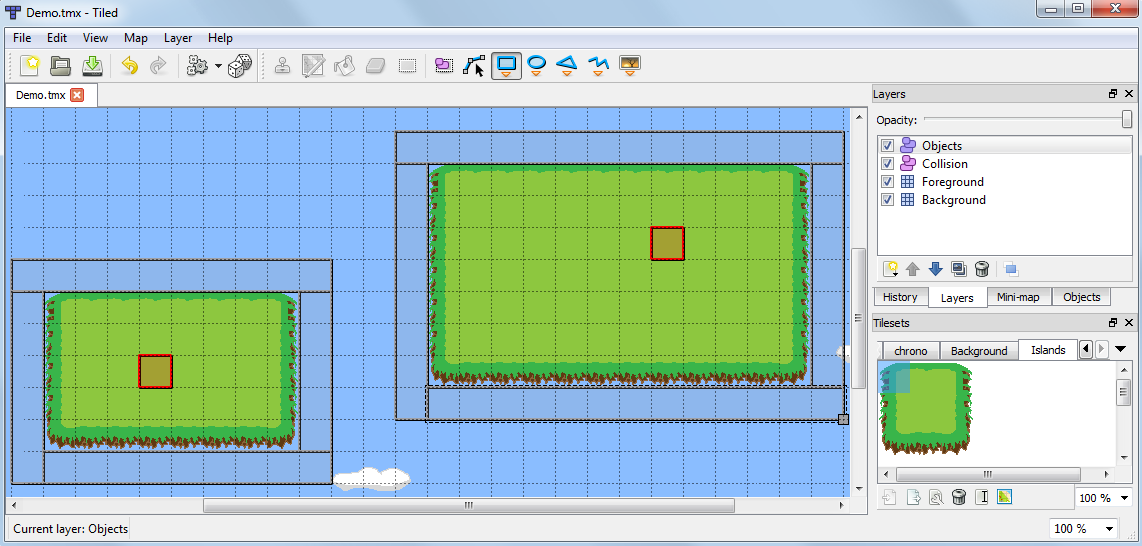 Demo.tmx - Tiled
File Edit View Map Layer Help
Demo.tmx
Layers
Opacity:
Objects
Collision
Foreground
Background
History Layers Mini-map Objects
Tilesets
chrono Background Islands
100 %
Current layer: Objects
100 %